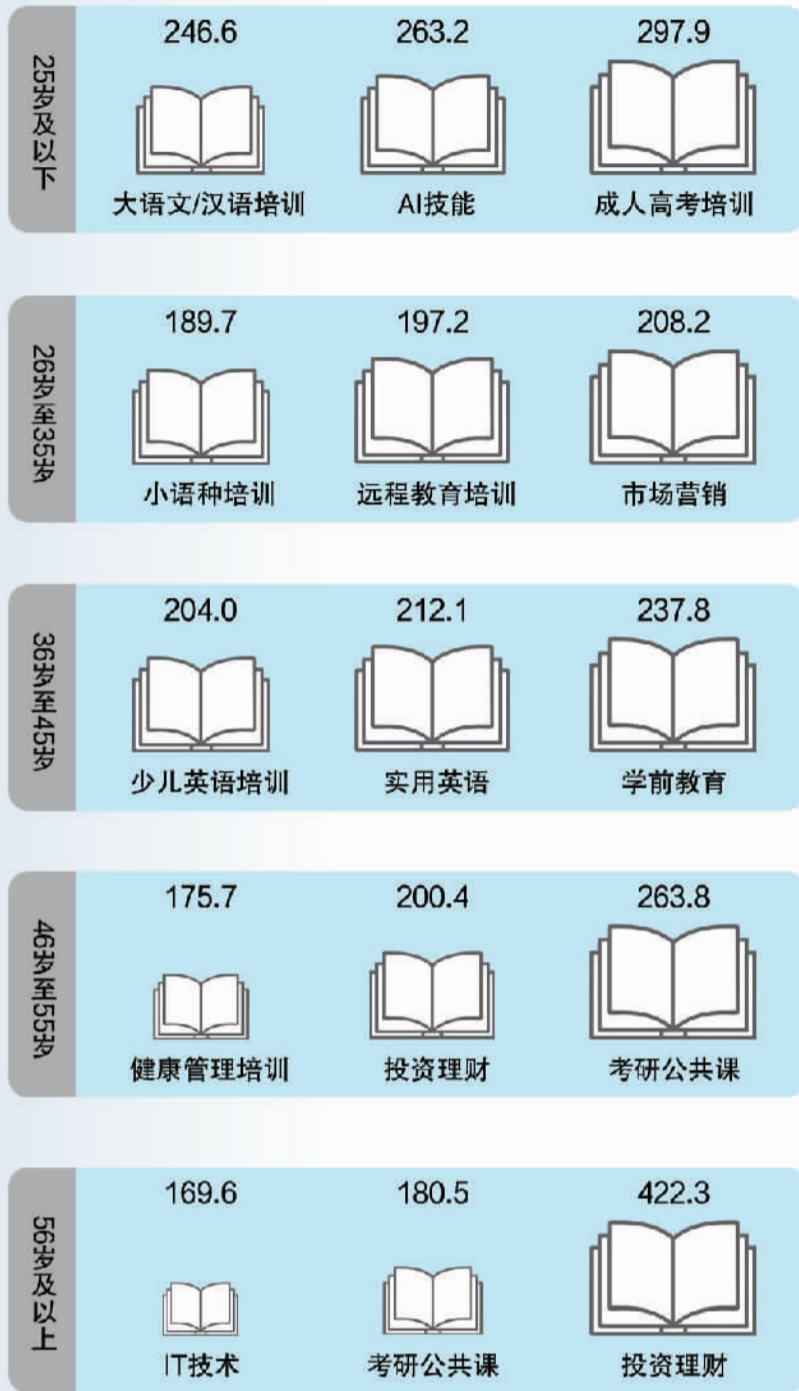 25岁及以下
246.6 263.2 297.9
大语文/汉语培训 AI技能 成人高考培训
26岁至35岁
189.7 197.2 208.2
小语种培训 远程教育培训 市场营销
36岁至45岁
204.0 212.1 237.8
少儿英语培训 实用英语 学前教育
46岁至55岁
175.7 200.4 263.8
健康管理培训 投资理财 考研公共课
56岁及以上
169.6 180.5 422.3
IT技术 考研公共课 投资理财